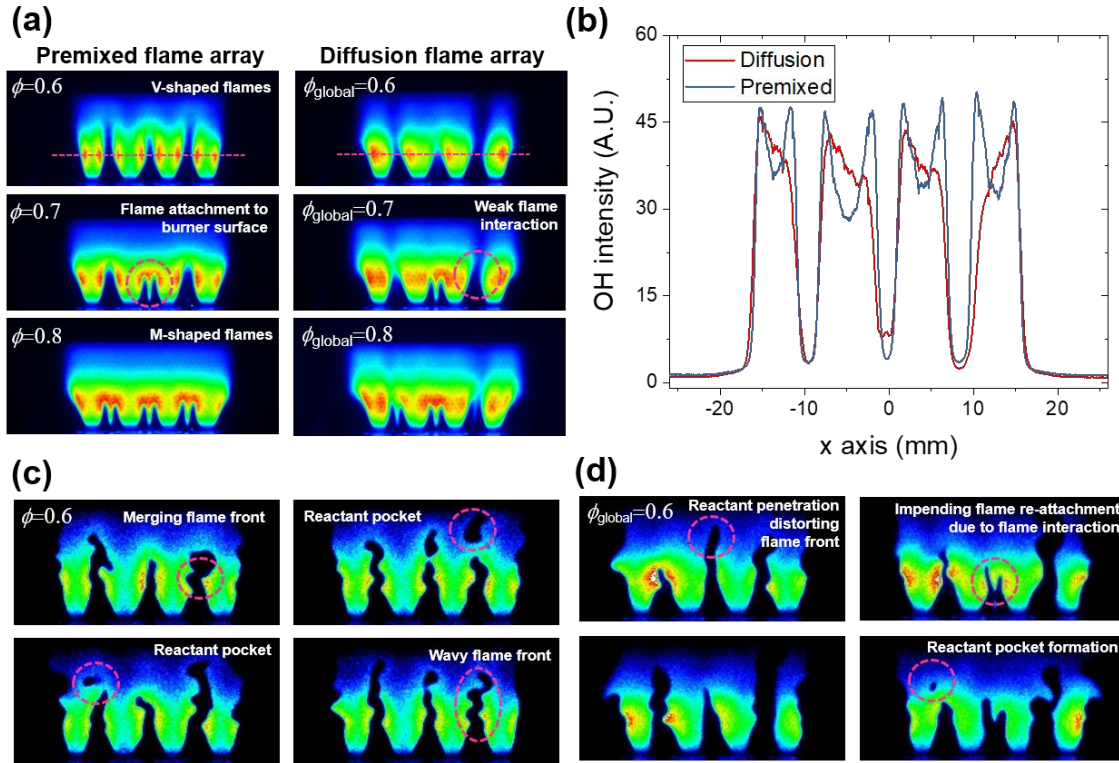 (a)
Premixed flame array
Diffusion flame array
ϕ=0.6
V-shaped flames
ϕglobal=0.6
ϕ=0.7
Flame attachment to
burner surface
ϕglobal=0.7
Weak flame
interaction
ϕ=0.8
M-shaped flames
ϕglobal=0.8
(b)
60
45
30
15
0
OH intensity (A.U.)
Diffusion
Premixed
-20 -10 0 10 20
x axis (mm)
(c)
ϕ=0.6
Merging flame front
Reactant pocket
Reactant pocket
Wavy flame front
(d)
ϕglobal=0.6
Reactant penetration
distorting
flame front
Impending flame re-attachment
due to flame interaction
Reactant pocket formation